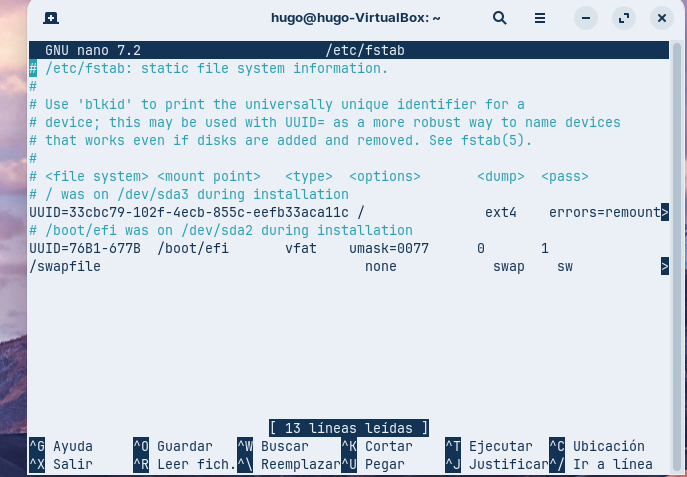 hugo@hugo-VirtualBox: ~
GNU nano 7.2 /etc/fstab
# /etc/fstab: static file system information.
#
# Use 'blkid' to print the universally unique identifier for a
# device; this may be used with UUID= as a more robust way to name devices
# that works even if disks are added and removed. See fstab(5).
#
# <file system> <mount point>   <type>  <options>       <dump>  <pass>
# / was on /dev/sda3 during installation
UUID=33cbc79-102f-4ecb-855c-eefb33aca11c /               ext4    errors=remount>
# /boot/efi was on /dev/sda2 during installation
UUID=76B1-677B  /boot/efi       vfat    umask=0077      0       1
/swapfile                                 none            swap    sw           >
[ 13 líneas leídas ]
^G Ayuda ^O Guardar ^W Buscar ^K Cortar ^T Ejecutar ^C Ubicación
^X Salir ^R Leer fich. ^\ Reemplazar ^U Pegar ^J Justificar ^/ Ir a línea